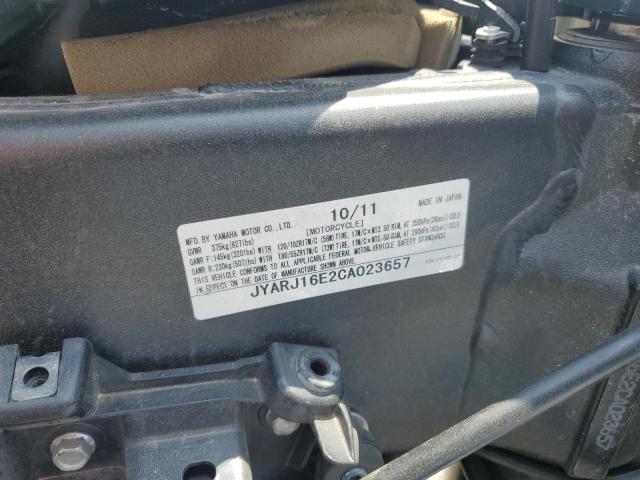 10/11
MADE IN JAPAN
MFD. BY YAMAHA MOTOR CO., LTD.
[MOTORCYCLE]
GVWR 375kg(827lbs)
GAWR F:145kg(320lbs) WITH 120/70ZR17M/C (58W) TIRE, 17M/C×MT3.50 RIM, AT 250kPa(36psi) COLD
GAWR R:230kg(507lbs) WITH 180/55ZR17M/C (73W) TIRE, 17M/C×MT5.50 RIM, AT 290kPa(42psi) COLD
THIS VEHICLE CONFORMS TO ALL APPLICABLE FEDERAL MOTOR VEHICLE SAFETY STANDARDS
IN EFFECT ON THE DATE OF MANUFACTURE SHOWN ABOVE.
JYARJ16E2CA023657